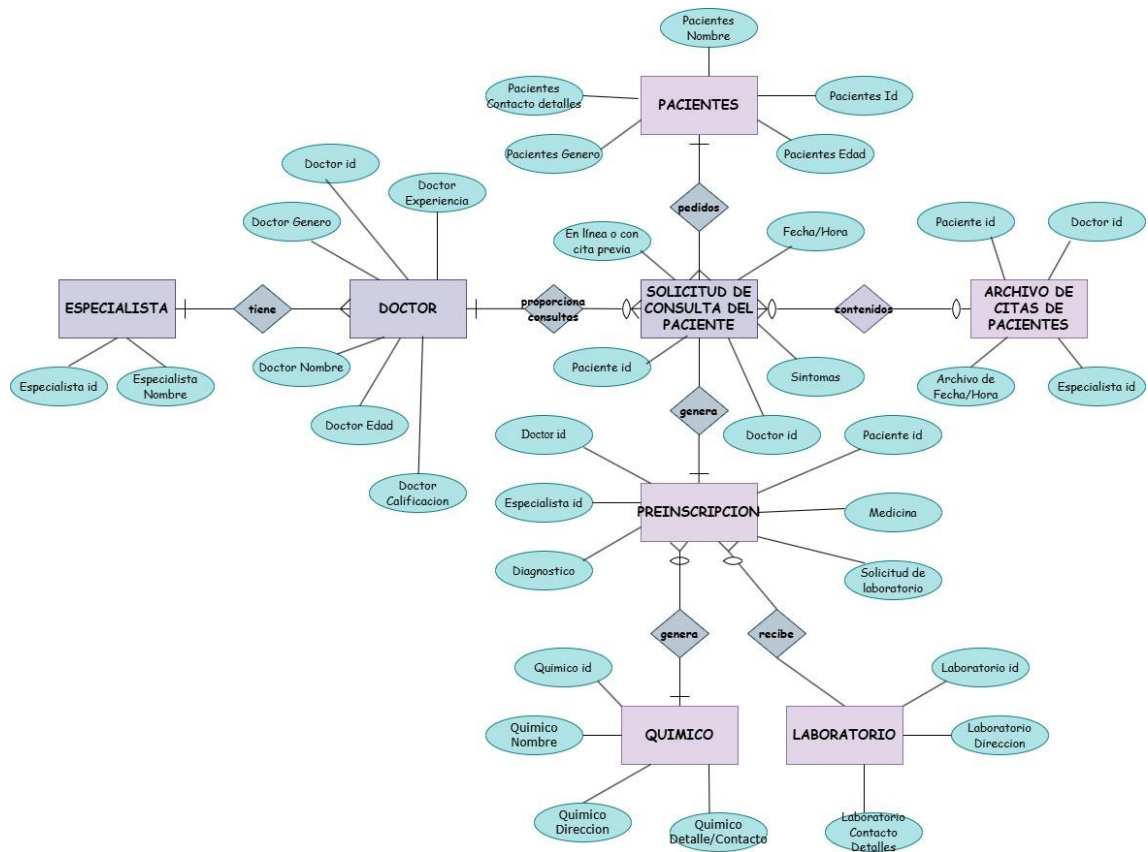 Pacientes
Nombre
Pacientes
Contacto detalles
PACIENTES
Pacientes Id
Pacientes Genero
Pacientes Edad
Doctor id
Doctor
Experiencia
Doctor Genero
pedidos
En línea o con
cita previa
Fecha/Hora
Paciente id
Doctor id
ESPECIALISTA
tiene
DOCTOR
proporciona
consultas
SOLICITUD DE
CONSULTA DEL
PACIENTE
contenidos
ARCHIVO DE
CITAS DE
PACIENTES
Especialista id
Especialista
Nombre
Doctor Nombre
Paciente id
Sintomas
Archivo de
Fecha/Hora
Especialista id
Doctor Edad
genera
Doctor id
Doctor
Calificacion
Doctor id
Paciente id
Especialista id
PREINSCRIPCION
Medicina
Diagnostico
Solicitud de
laboratorio
genera
recibe
Quimico id
Laboratorio id
Quimico
Nombre
QUIMICO
LABORATORIO
Laboratorio
Direccion
Quimico
Direccion
Quimico
Detalle/Contacto
Laboratorio
Contacto
Detalles